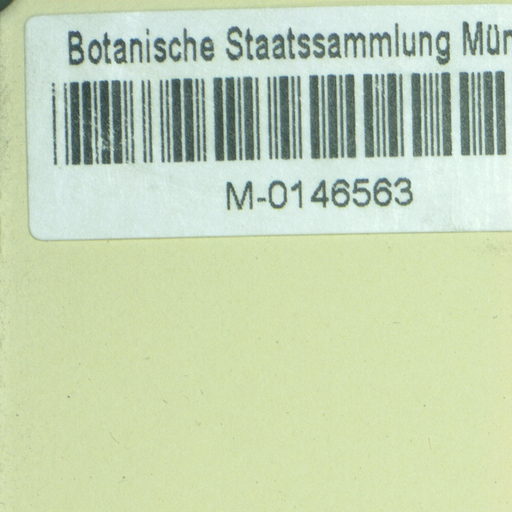 Botanische Staatssammlung Mün
M-0146563